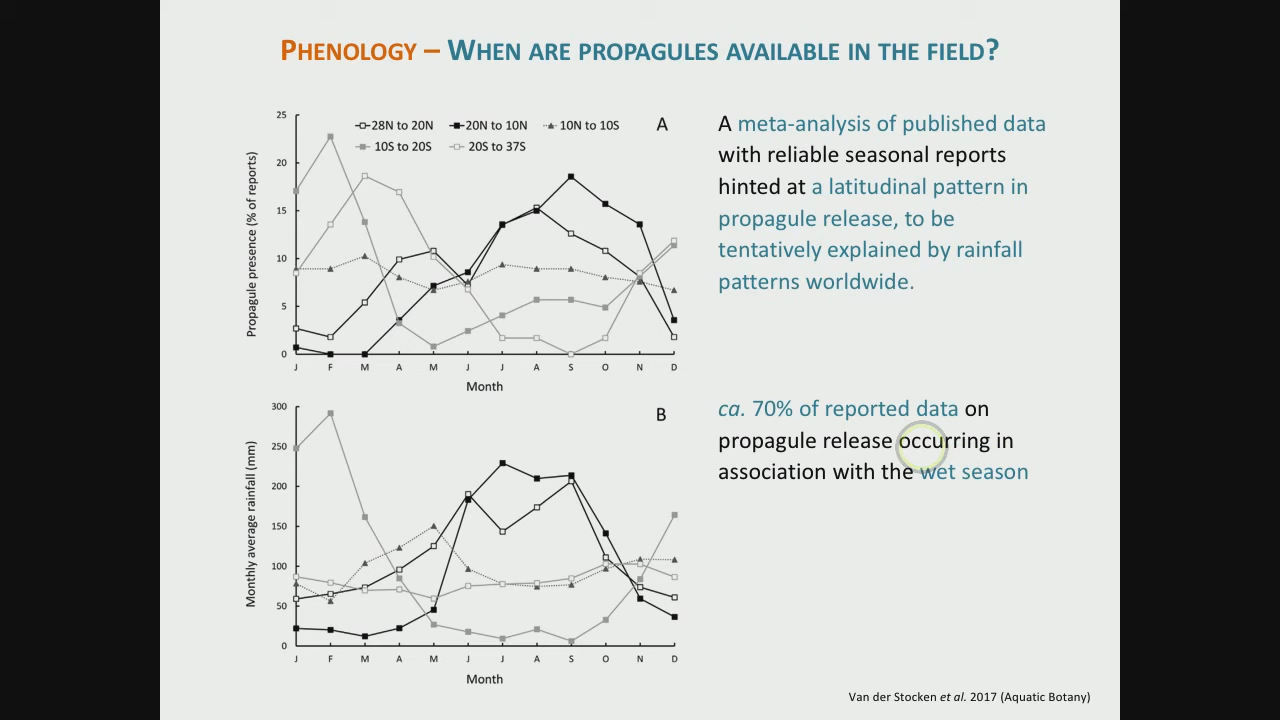 PHENOLOGY – WHEN ARE PROPAGULES AVAILABLE IN THE FIELD?
28N to 20N 20N to 10N 10N to 10S A
10S to 20S 20S to 37S
Propagule presence (% of reports)
25
20
15
10
5
0
J F M A M J J A S O N D
Month
A meta-analysis of published data
with reliable seasonal reports
hinted at a latitudinal pattern in
propagule release, to be
tentatively explained by rainfall
patterns worldwide.
B
Monthly average rainfall (mm)
300
250
200
150
100
50
0
J F M A M J J A S O N D
Month
ca. 70% of reported data on
propagule release occurring in
association with the wet season
Van der Stocken et al. 2017 (Aquatic Botany)